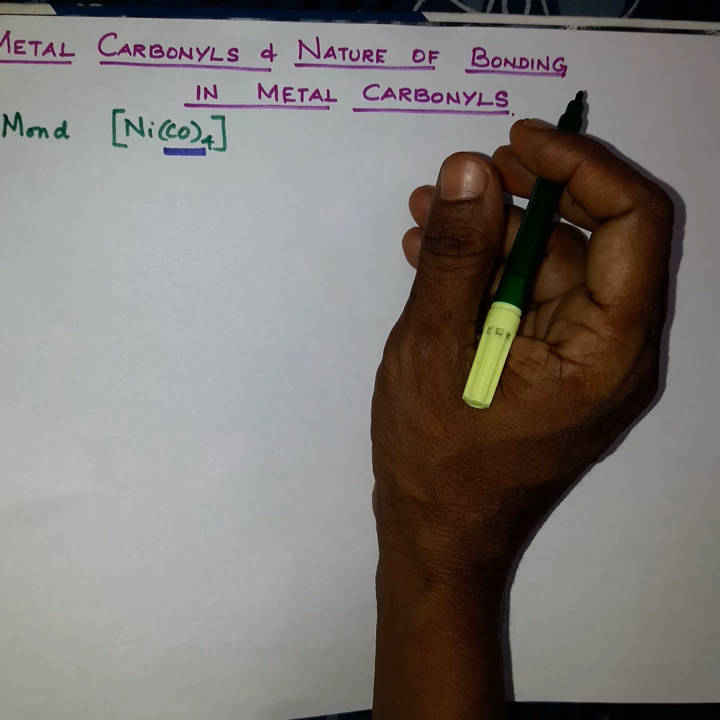 METAL CARBONYLS & NATURE OF BONDING
IN METAL CARBONYLS.
Mond [Ni(CO)4]